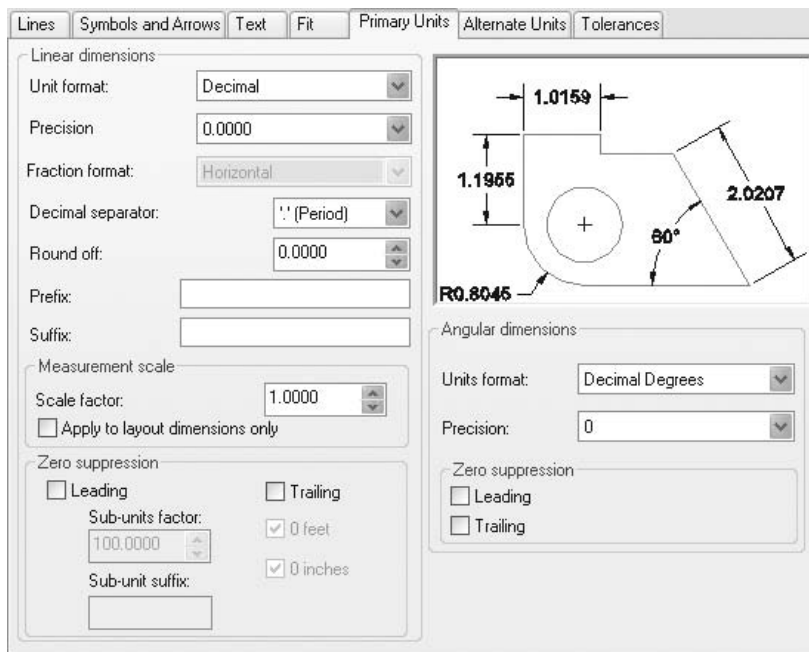 Lines Symbols and Arrows Text Fit Primary Units Alternate Units Tolerances
Linear dimensions
Unit format: Decimal
Precision 0.0000
Fraction format: Horizontal
Decimal separator: '.' (Period)
Round off: 0.0000
Prefix:
Suffix:
Measurement scale
Scale factor: 1.0000
Apply to layout dimensions only
Zero suppression
Leading Trailing
Sub-units factor:
100.0000
0 feet
0 inches
Sub-unit suffix:
1.0159
1.1955
2.0207
60°
R0.8045
Angular dimensions
Units format: Decimal Degrees
Precision: 0
Zero suppression
Leading
Trailing